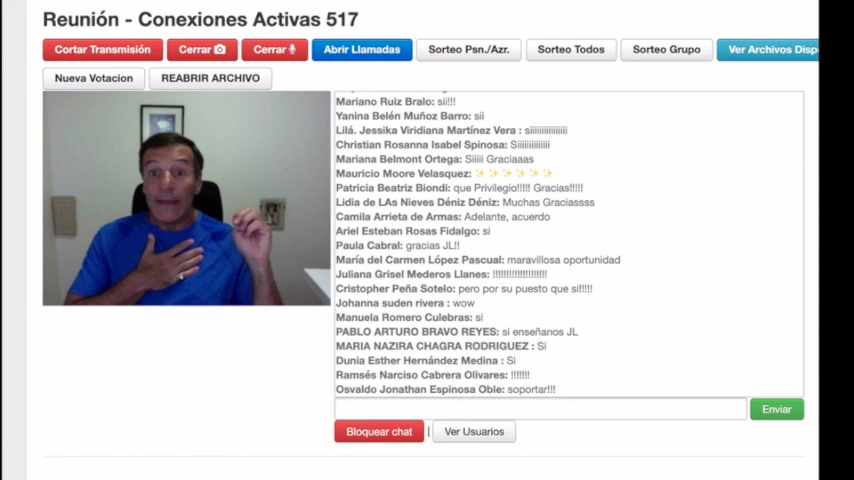 Reunión - Conexiones Activas 517
Cortar Transmisión Cerrar Cerrar Abrir Llamadas Sorteo Psn./Azr. Sorteo Todos Sorteo Grupo Ver Archivos Disp
Nueva Votacion REABRIR ARCHIVO
Mariano Ruiz Bralo: sii!!!
Yanina Belén Muñoz Barro: sii
Lilá. Jessika Viridiana Martínez Vera : siiiiiiiiiiiiiiiii
Christian Rosanna Isabel Spinosa: Siiiiiiiiiiiii
Mariana Belmont Ortega: Siiiii Graciaaas
Mauricio Moore Velasquez: ✨✨✨✨✨✨
Patricia Beatriz Biondi: que Privilegio!!!!! Gracias!!!!!
Lidia de LAs Nieves Déniz Déniz: Muchas Graciassss
Camila Arrieta de Armas: Adelante, acuerdo
Ariel Esteban Rosas Fidalgo: si
Paula Cabral: gracias JL!!
María del Carmen López Pascual: maravillosa oportunidad
Juliana Grisel Mederos Llanes: !!!!!!!!!!!!!!!!!!!!
Cristopher Peña Sotelo: pero por su puesto que si!!!!!
Johanna suden rivera : wow
Manuela Romero Culebras: si
PABLO ARTURO BRAVO REYES: si enseñanos JL
MARIA NAZIRA CHAGRA RODRIGUEZ : Si
Dunia Esther Hernández Medina : Si
Ramsés Narciso Cabrera Olivares: !!!!!!!
Osvaldo Jonathan Espinosa Oble: soportar!!!
Enviar
Bloquear chat | Ver Usuarios